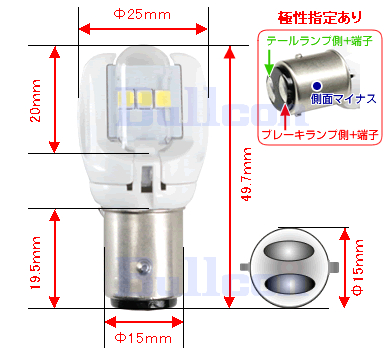 Φ25mm
極性指定あり
テールランプ側+端子
側面マイナス
ブレーキランプ側+端子
20mm
49.7mm
19.5mm
Φ15mm
Φ15mm
Bullcon
Bullcon